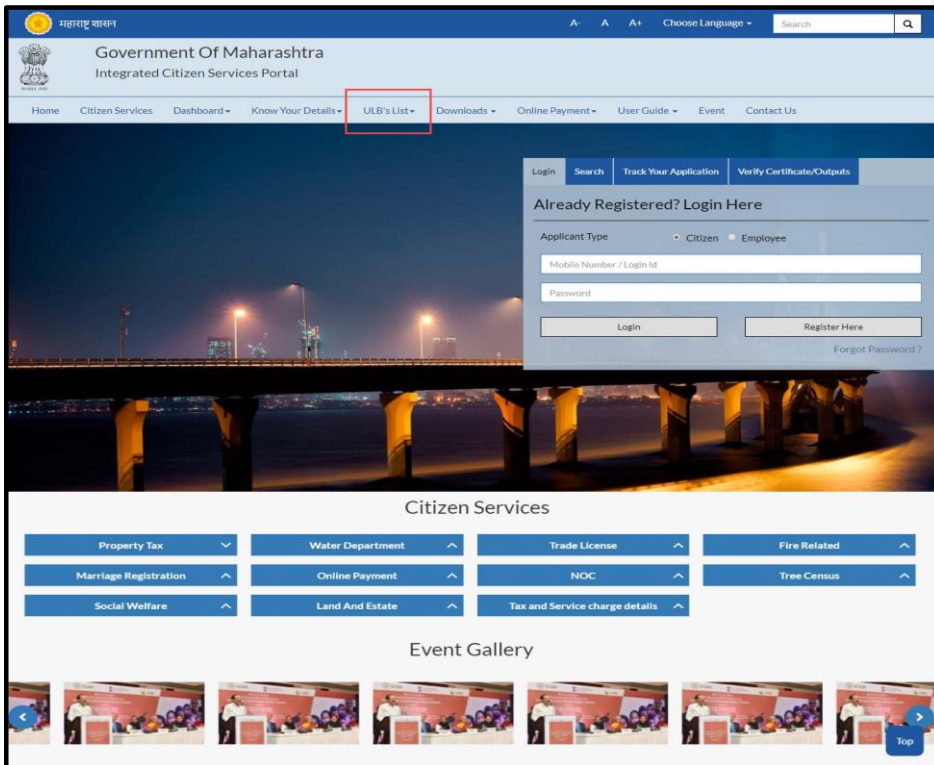 महाराष्ट्र शासन A- A A+ Choose Language Search
Government Of Maharashtra
Integrated Citizen Services Portal
Home Citizen Services Dashboard Know Your Details ULB's List Downloads Online Payment User Guide Event Contact Us
Login Search Track Your Application Verify Certificate/Outputs
Already Registered? Login Here
Applicant Type Citizen Employee
Mobile Number / Login Id
Password
Login Register Here
Forgot Password ?
Citizen Services
Property Tax Water Department Trade License Fire Related
Marriage Registration Online Payment NOC Tree Census
Social Welfare Land And Estate Tax and Service charge details
Event Gallery
Top